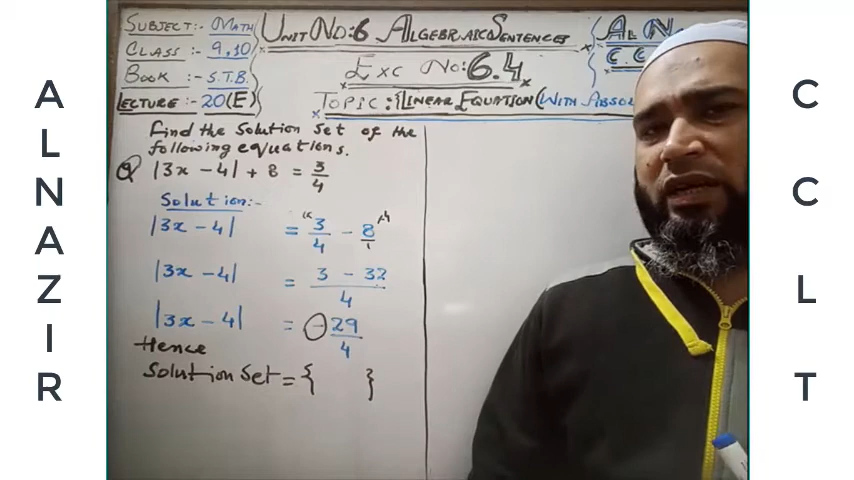 SUBJECT:- MATH
CLASS :- 9,10
BOOK :- S.T.B.
LECTURE :- 20(E)
UNIT NO:6 ALGEBRAIC SENTENCES
EXC NO:6.4
TOPIC:{LINEAR EQUATION(WITH ABSOL
AL N
C.C
Find the Solution Set of the
following equations.
Q |3x - 4| + 8 = 3/4
Solution:-
|3x - 4| = 3/4 - 8/1
|3x - 4| = 3 - 32/4
|3x - 4| = -29/4
Hence
Solution Set = { }
ALNAZIR
CCLT